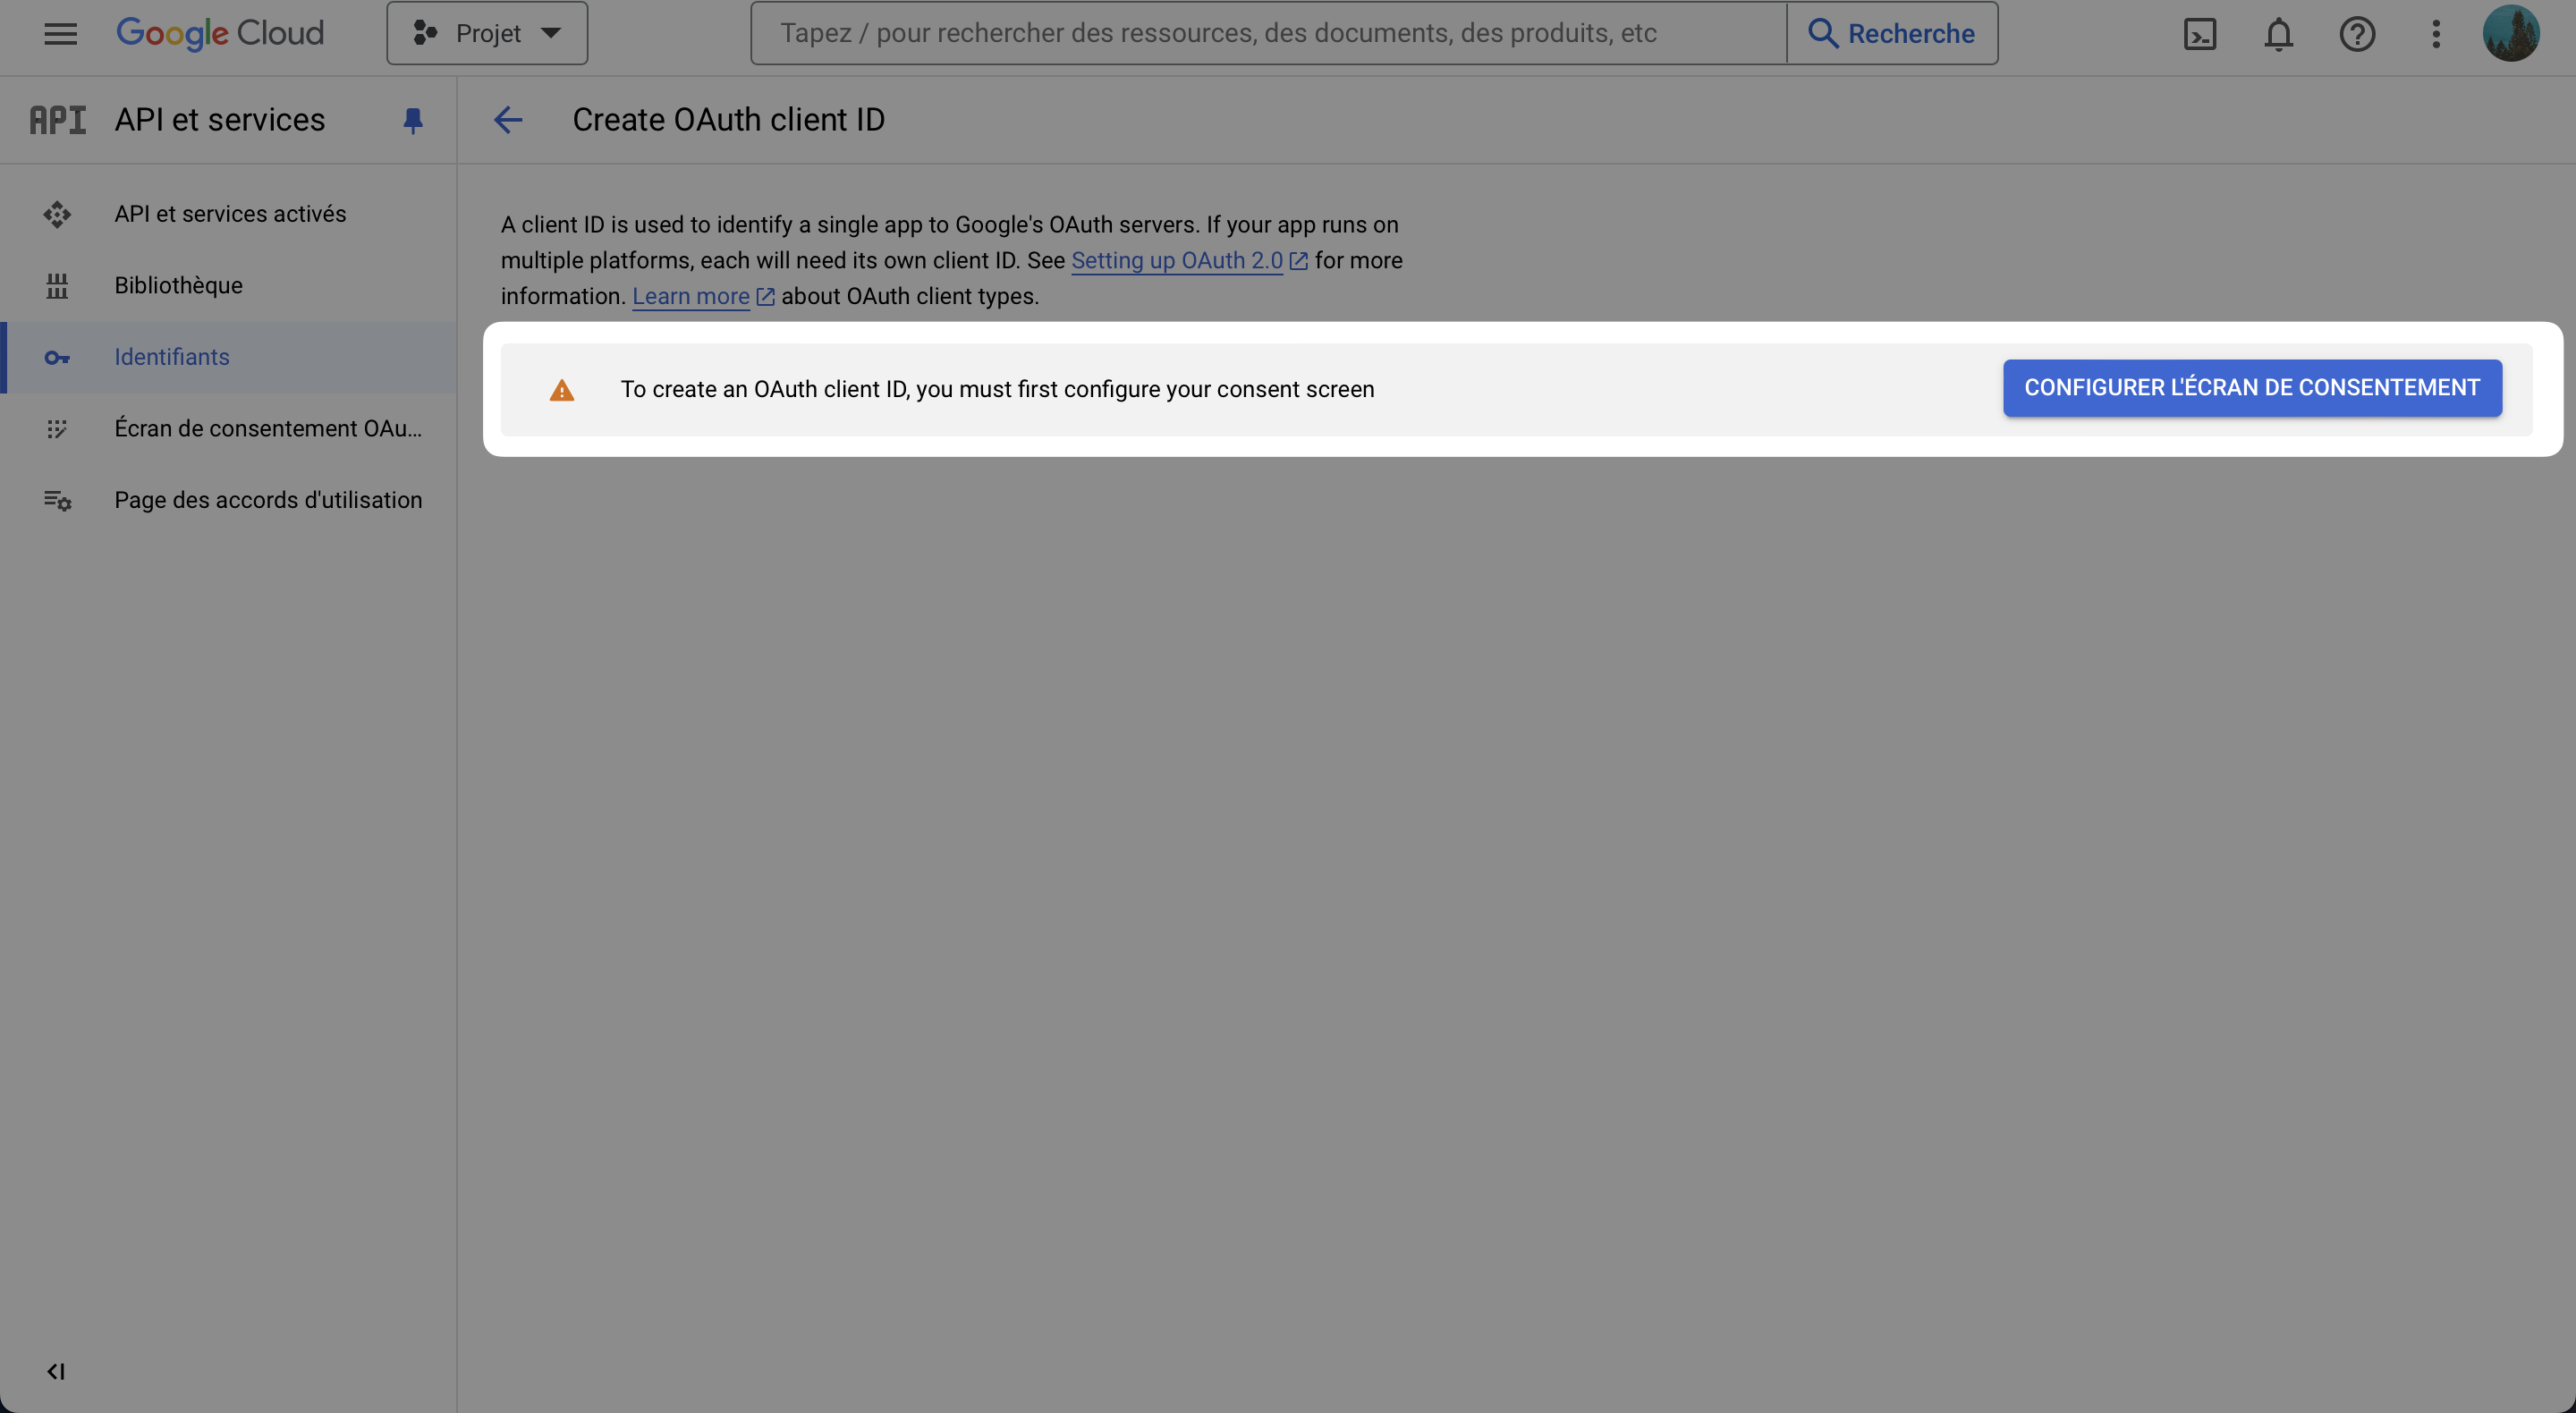 Google Cloud
Projet
Tapez / pour rechercher des ressources, des documents, des produits, etc
Recherche
API API et services
Create OAuth client ID
API et services activés
Bibliothèque
Identifiants
Écran de consentement OAu...
Page des accords d'utilisation
A client ID is used to identify a single app to Google's OAuth servers. If your app runs on
multiple platforms, each will need its own client ID. See Setting up OAuth 2.0 for more
information. Learn more about OAuth client types.
To create an OAuth client ID, you must first configure your consent screen
CONFIGURER L'ÉCRAN DE CONSENTEMENT